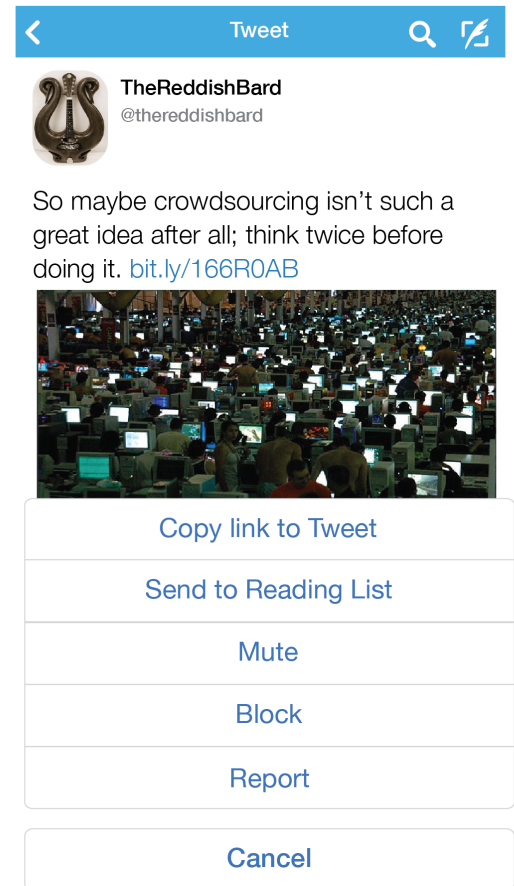 Tweet
TheReddishBard
@thereddishbard
So maybe crowdsourcing isn’t such a
great idea after all; think twice before
doing it. bit.ly/166R0AB
Copy link to Tweet
Send to Reading List
Mute
Block
Report
Cancel